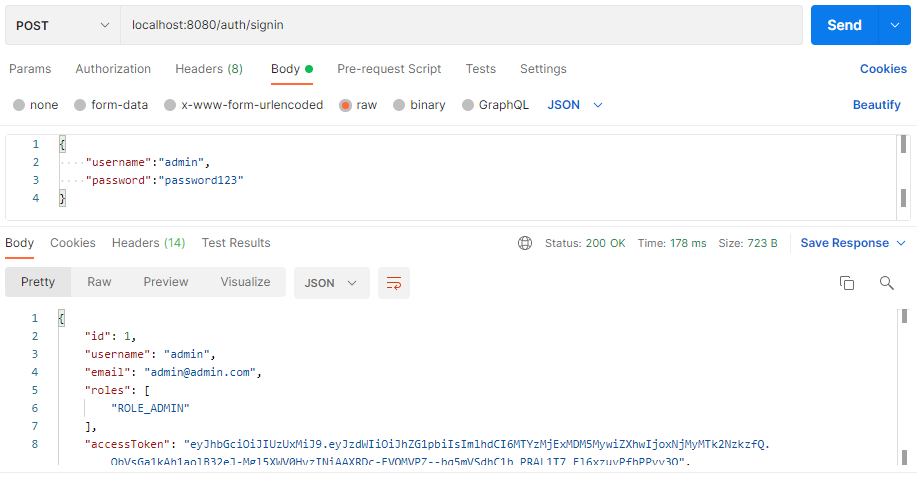 POST localhost:8080/auth/signin Send
Params Authorization Headers (8) Body Pre-request Script Tests Settings Cookies
none form-data x-www-form-urlencoded raw binary GraphQL JSON Beautify
1 {
2 "username":"admin",
3 "password":"password123"
4 }
Body Cookies Headers (14) Test Results Status: 200 OK Time: 178 ms Size: 723 B Save Response
Pretty Raw Preview Visualize JSON
1 {
2 "id": 1,
3 "username": "admin",
4 "email": "admin@admin.com",
5 "roles": [
6 "ROLE_ADMIN"
7 ],
8 "accessToken": "eyJhbGciOiJIUzUxMiJ9.eyJzdWIiOiJhZG1pbiIsImlhdCI6MTYzMjExMDM5MywiZXhwIjoxNjMyMTk2NzkzfQ.